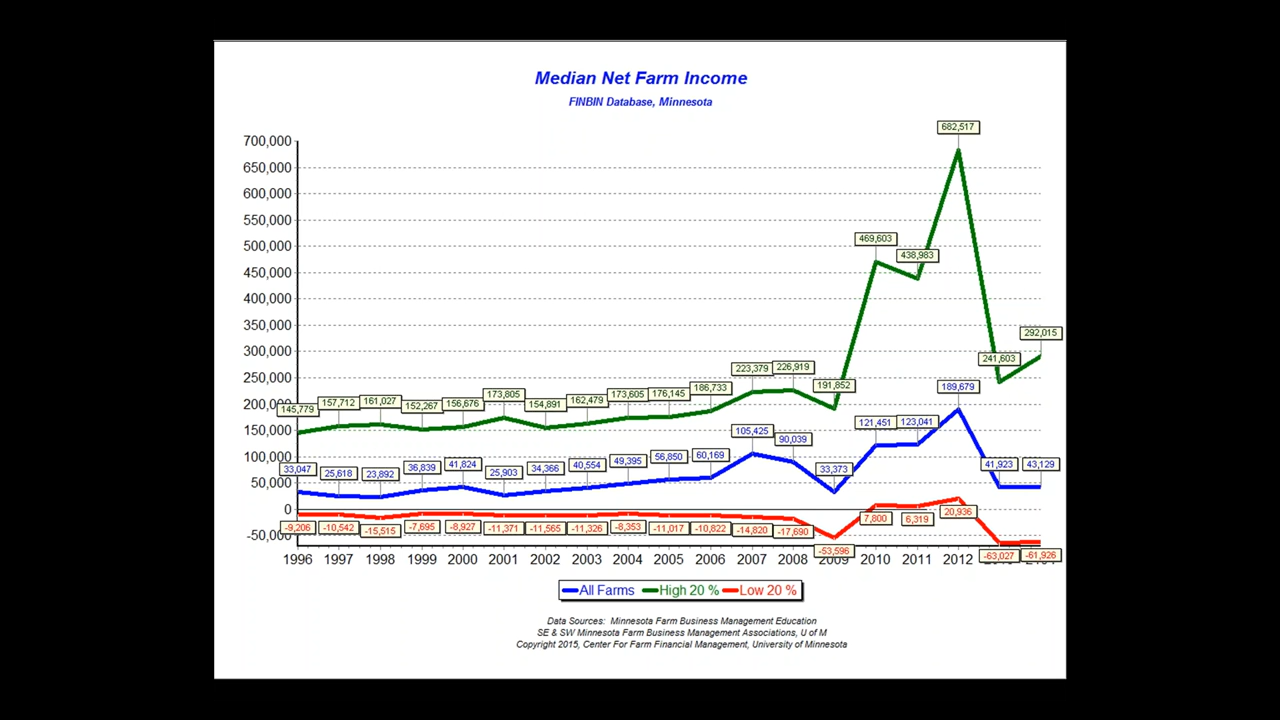 Median Net Farm Income
FINBIN Database, Minnesota
700,000
650,000
600,000
550,000
500,000
450,000
400,000
350,000
300,000
250,000
200,000
150,000
100,000
50,000
0
-50,000
145,779 157,712 161,027 152,267 156,676 173,805 154,891 162,479 173,605 176,145 186,733 223,379 226,919 191,852 469,603 438,983 682,517 241,603 292,015
33,047 25,618 23,892 36,839 41,824 25,903 34,366 40,554 49,395 56,850 60,169 105,425 90,039 33,373 121,451 123,041 189,679 41,923 43,129
-9,206 -10,542 -15,515 -7,695 -8,927 -11,371 -11,565 -11,326 -8,353 -11,017 -10,822 -14,820 -17,690 -53,596 7,800 6,319 20,936 -63,027 -61,926
1996 1997 1998 1999 2000 2001 2002 2003 2004 2005 2006 2007 2008 2009 2010 2011 2012
All Farms High 20 % Low 20 %
Data Sources: Minnesota Farm Business Management Education
SE & SW Minnesota Farm Business Management Associations, U of M
Copyright 2015, Center For Farm Financial Management, University of Minnesota